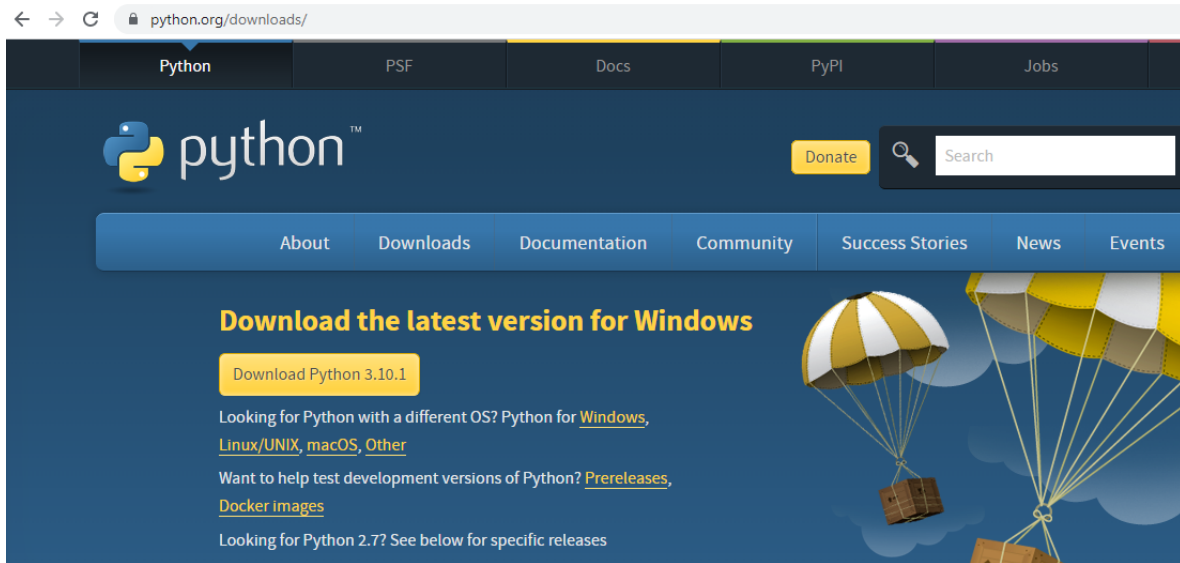 python.org/downloads/
Python PSF Docs PyPI Jobs
python™
Donate Search
About Downloads Documentation Community Success Stories News Events
Download the latest version for Windows
Download Python 3.10.1
Looking for Python with a different OS? Python for Windows,
Linux/UNIX, macOS, Other
Want to help test development versions of Python? Prereleases,
Docker images
Looking for Python 2.7? See below for specific releases